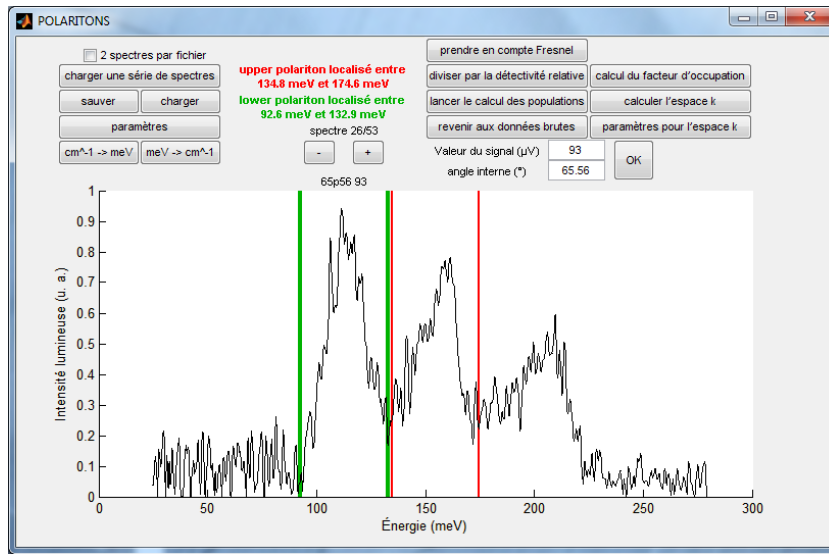 POLARITONS
2 spectres par fichier
charger une série de spectres
sauver
charger
paramètres
cm^-1 -> meV
meV -> cm^-1
upper polariton localisé entre
134.8 meV et 174.6 meV
lower polariton localisé entre
92.6 meV et 132.9 meV
spectre 26/53
-
+
prendre en compte Fresnel
diviser par la détectivité relative
calcul du facteur d'occupation
lancer le calcul des populations
calculer l'espace k
revenir aux données brutes
paramètres pour l'espace k
Valeur du signal (µV)
93
angle interne (°)
65.56
OK
65p56 93
Intensité lumineuse (u. a.)
1
0.9
0.8
0.7
0.6
0.5
0.4
0.3
0.2
0.1
0
0
50
100
150
200
250
300
Énergie (meV)